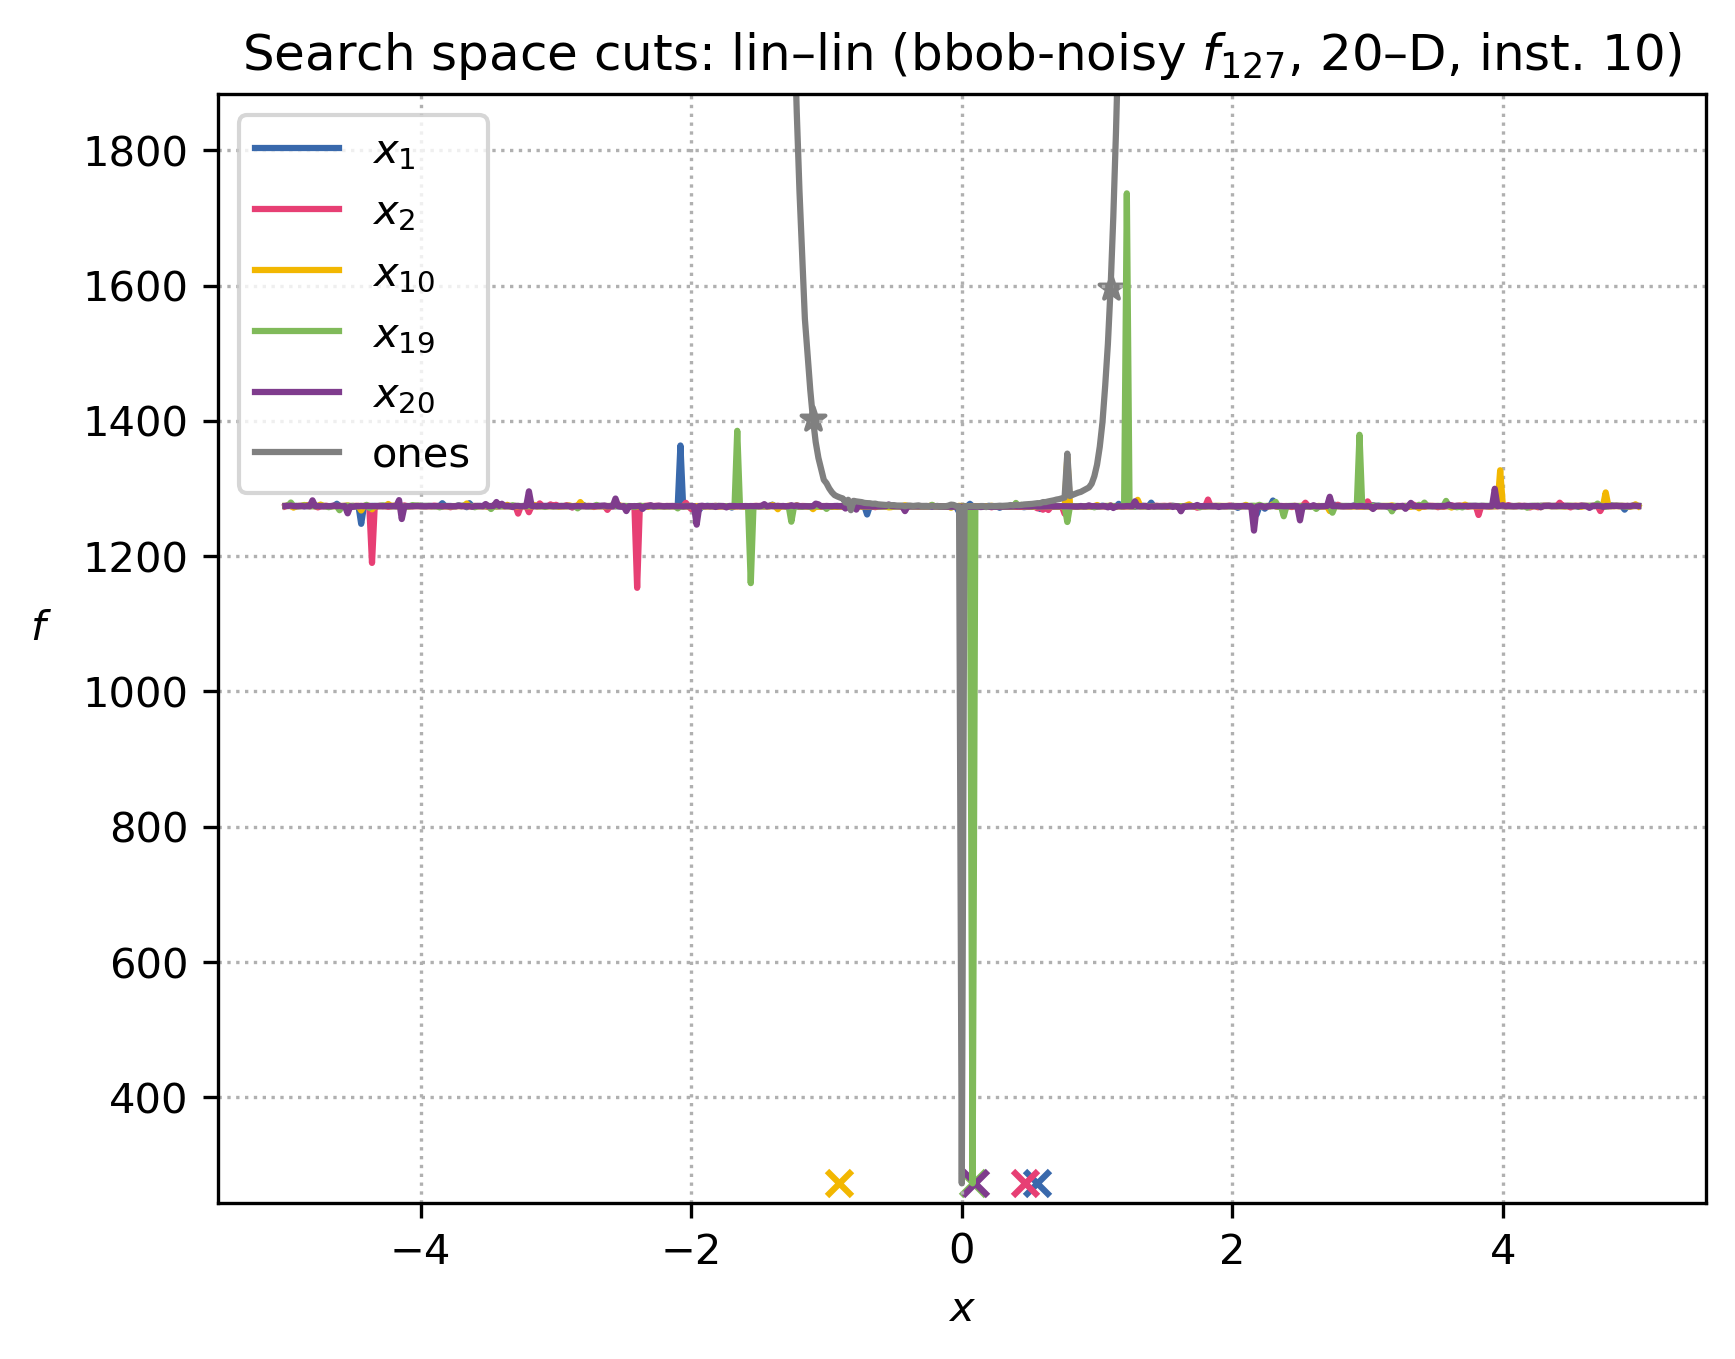 Search space cuts: lin–lin (bbob-noisy f₁₂₇, 20–D, inst. 10)
x₁
x₂
x₁₀
x₁₉
x₂₀
ones
1800
1600
1400
1200
1000
800
600
400
f
−4 −2 0 2 4
x